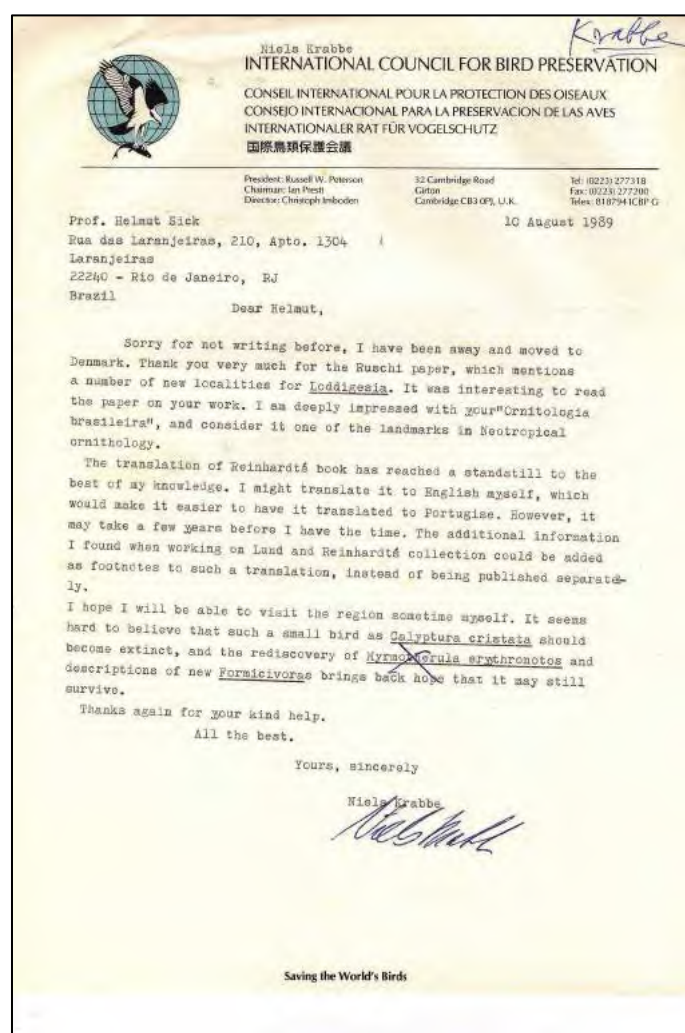 Krabbe
Niels Krabbe
INTERNATIONAL COUNCIL FOR BIRD PRESERVATION
CONSEIL INTERNATIONAL POUR LA PROTECTION DES OISEAUX
CONSEJO INTERNACIONAL PARA LA PRESERVACION DE LAS AVES
INTERNATIONALER RAT FÜR VOGELSCHUTZ
国際鳥類保護会議
President: Russell W. Peterson
Chairman: Ian Prestt
Director: Christoph Imboden
32 Cambridge Road
Girton
Cambridge CB3 0PJ, U.K.
Tel: (0223) 277318
Fax: (0223) 277200
Telex: 818794 ICBP G
10 August 1989
Prof. Helmut Sick
Rua das Laranjeiras, 210, Apto. 1304
Laranjeiras
22240 - Rio de Janeiro, RJ
Brazil
Dear Helmut,
Sorry for not writing before, I have been away and moved to
Denmark. Thank you very much for the Ruschi paper, which mentions
a number of new localities for Loddigesia. It was interesting to read
the paper on your work. I am deeply impressed with your"Ornitologia
brasileira", and consider it one of the landmarks in Neotropical
ornithology.
The translation of Reinhardt´s book has reached a standstill to the
best of my knowledge. I might translate it to English myself, which
would make it easier to have it translated to Portugise. However, it
may take a few years before I have the time. The additional information
I found when working on Lund and Reinhardt´s collection could be added
as footnotes to such a translation, instead of being published separate-
ly.
I hope I will be able to visit the region sometime myself. It seems
hard to believe that such a small bird as Calyptura cristata should
become extinct, and the rediscovery of Myrmotherula erythronotos and
descriptions of new Formicivoras brings back hope that it may still
survive.
Thanks again for your kind help.
All the best.
Yours, sincerely
Niels Krabbe
Niels Krabbe
Saving the World's Birds